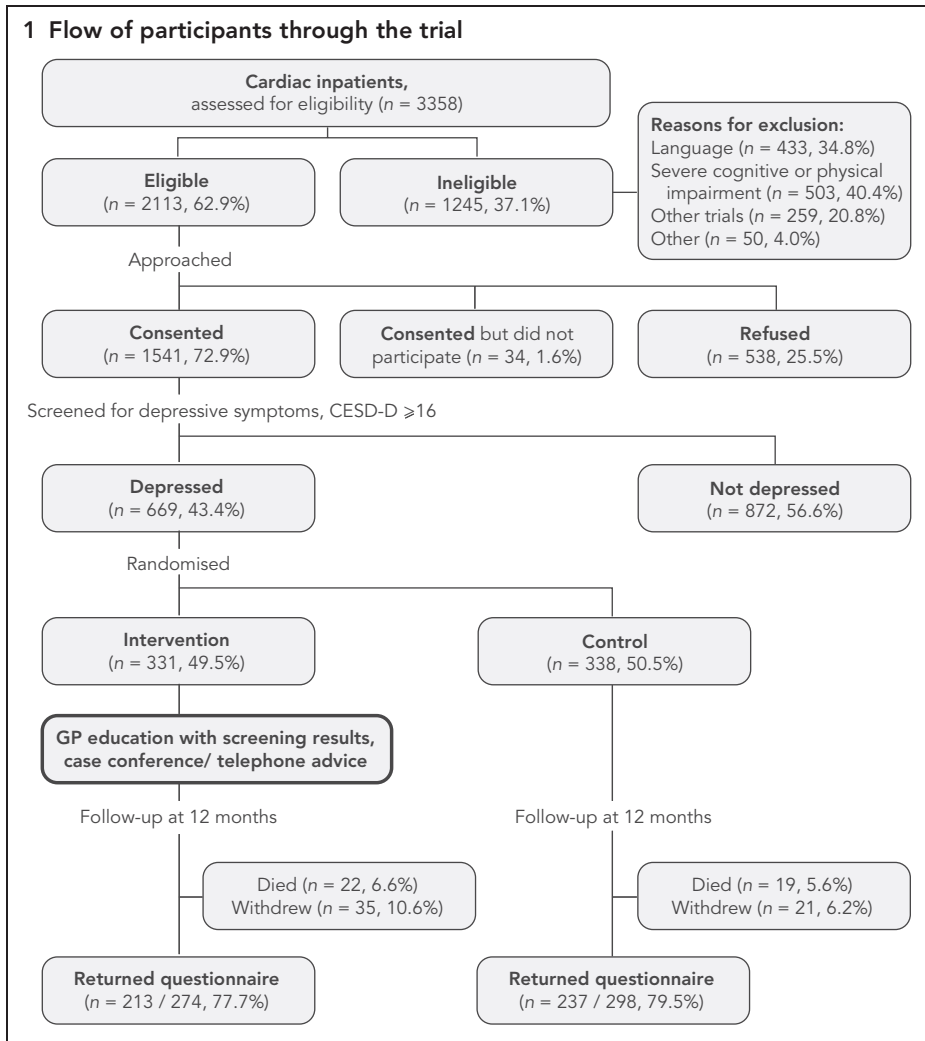 1 Flow of participants through the trial
Cardiac inpatients,
assessed for eligibility (n = 3358)
Reasons for exclusion:
Language (n = 433, 34.8%)
Severe cognitive or physical
impairment (n = 503, 40.4%)
Other trials (n = 259, 20.8%)
Other (n = 50, 4.0%)
Eligible
(n = 2113, 62.9%)
Ineligible
(n = 1245, 37.1%)
Approached
Consented
(n = 1541, 72.9%)
Consented but did not
participate (n = 34, 1.6%)
Refused
(n = 538, 25.5%)
Screened for depressive symptoms, CESD-D ⩾16
Depressed
(n = 669, 43.4%)
Not depressed
(n = 872, 56.6%)
Randomised
Intervention
(n = 331, 49.5%)
Control
(n = 338, 50.5%)
GP education with screening results,
case conference/ telephone advice
Follow-up at 12 months
Follow-up at 12 months
Died (n = 22, 6.6%)
Withdrew (n = 35, 10.6%)
Died (n = 19, 5.6%)
Withdrew (n = 21, 6.2%)
Returned questionnaire
(n = 213 / 274, 77.7%)
Returned questionnaire
(n = 237 / 298, 79.5%)